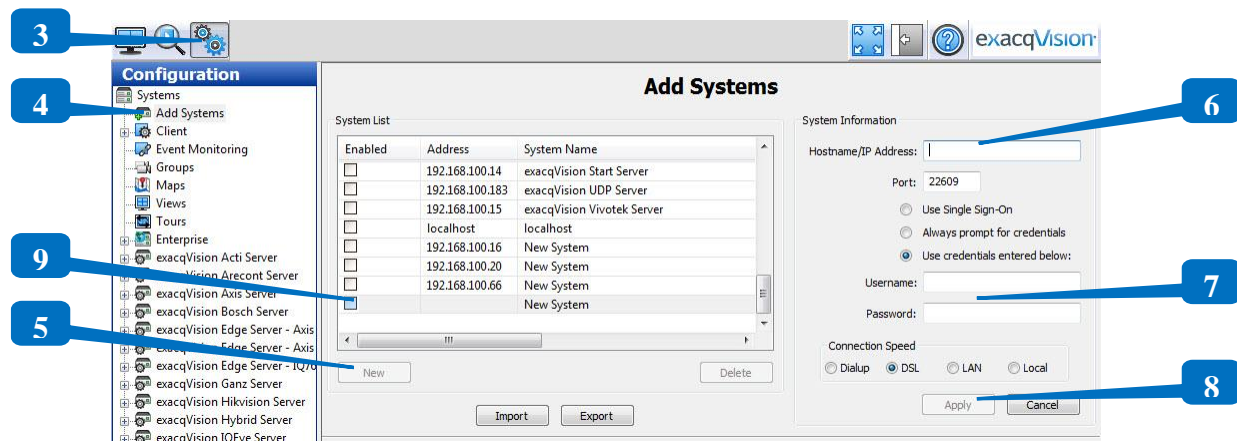 3
exacqVision
Configuration
Systems
4
Add Systems
Client
Event Monitoring
Groups
Maps
Views
Tours
Enterprise
exacqVision Acti Server
9
Vision Arecont Server
exacqVision Axis Server
exacqVision Bosch Server
5
exacqVision Edge Server - Axis
Edge Server - Axis
exacqVision Edge Server - IQ7
exacqVision Ganz Server
exacqVision Hikvision Server
exacqVision Hybrid Server
exacqVision IQEye Server
Add Systems
System List
Enabled Address System Name
192.168.100.14 exacqVision Start Server
192.168.100.183 exacqVision UDP Server
192.168.100.15 exacqVision Vivotek Server
localhost localhost
192.168.100.16 New System
192.168.100.20 New System
192.168.100.66 New System
New System
New Delete
Import Export
System Information
6
Hostname/IP Address:
Port: 22609
Use Single Sign-On
Always prompt for credentials
Use credentials entered below:
Username:
7
Password:
Connection Speed
Dialup DSL LAN Local
8
Apply Cancel